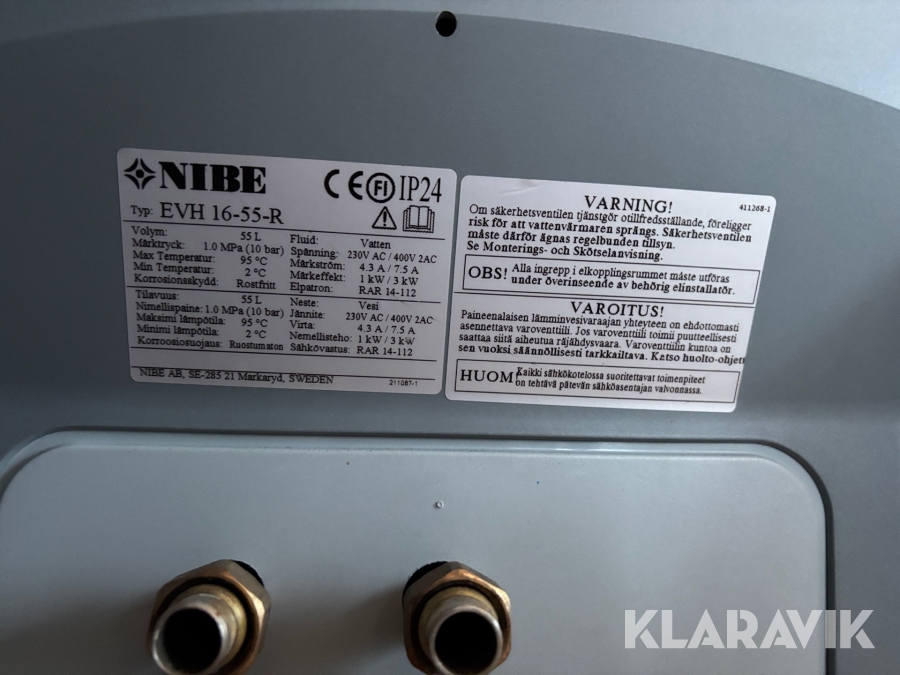 NIBE
CE FI IP24
Typ: EVH 16-55-R
Volym: 55 L
Märktryck: 1.0 MPa (10 bar)
Max Temperatur: 95 °C
Min Temperatur: 2 °C
Korrosionsskydd: Rostfritt
Fluid: Vatten
Spänning: 230V AC / 400V 2AC
Märkström: 4.3 A / 7.5 A
Märkeffekt: 1 kW / 3 kW
Elpatron: RAR 14-112
Tilavuus: 55 L
Nimellispaine: 1.0 MPa (10 bar)
Maksimi lämpötila: 95 °C
Minimi lämpötila: 2 °C
Korroosiosuojaus: Ruostumaton
Neste: Vesi
Jännite: 230V AC / 400V 2AC
Virta: 4.3 A / 7.5 A
Nemellisteho: 1 kW / 3 kW
Sähkövastus: RAR 14-112
NIBE AB, SE-285 21 Markaryd, SWEDEN
211087-1
VARNING!
411268-1
Om säkerhetsventilen tjänstgör otillfredsställande, föreligger
risk för att vattenvärmaren sprängs. Säkerhetsventilen
måste därför ägnas regelbunden tillsyn.
Se Monterings- och Skötselanvisning.
OBS! Alla ingrepp i elkopplingsrummet måste utföras
under överinseende av behörig elinstallatör.
VAROITUS!
Paineenalaisen lämminvesivaraajan yhteyteen on ehdottomasti
asennettava varoventtiili. Jos varoventtiili toimii puutteellisesti
saattaa siitä aiheutua räjähdysvaara. Varoventtiilin kuntoa on
sen vuoksi säännöllisesti tarkkailtava. Katso huolto-ohjeet
HUOM Kaikki sähkökotelossa suoritettavat toimenpiteet
on tehtävä pätevän sähköasentajan valvonnassa.
KLARAVIK